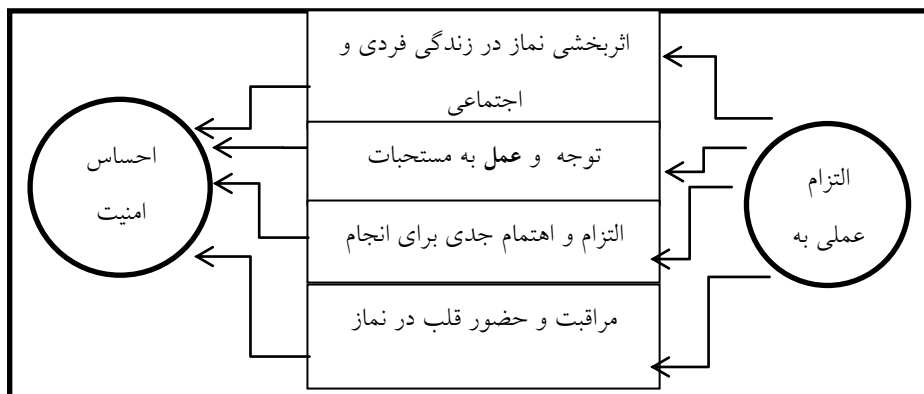 التزام
عملی به
اثربخشی نماز در زندگی فردی و
اجتماعی
توجه و عمل به مستحبات
التزام و اهتمام جدی برای انجام
مراقبت و حضور قلب در نماز
احساس
امنیت